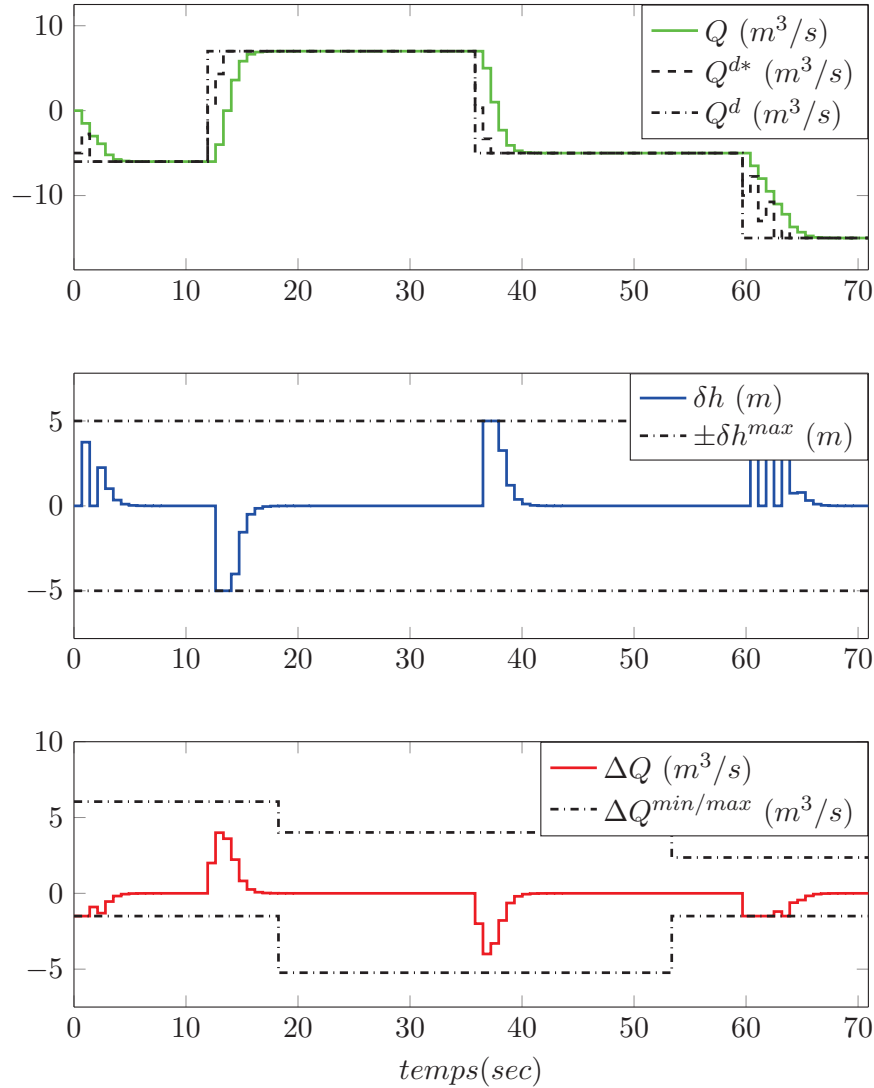 10
0
−10
0 10 20 30 40 50 60 70
Q (m³/s)
Q^{d*} (m³/s)
Q^d (m³/s)
5
0
−5
0 10 20 30 40 50 60 70
δh (m)
±δh^{max} (m)
10
5
0
−5
0 10 20 30 40 50 60 70
ΔQ (m³/s)
ΔQ^{min/max} (m³/s)
temps(sec)